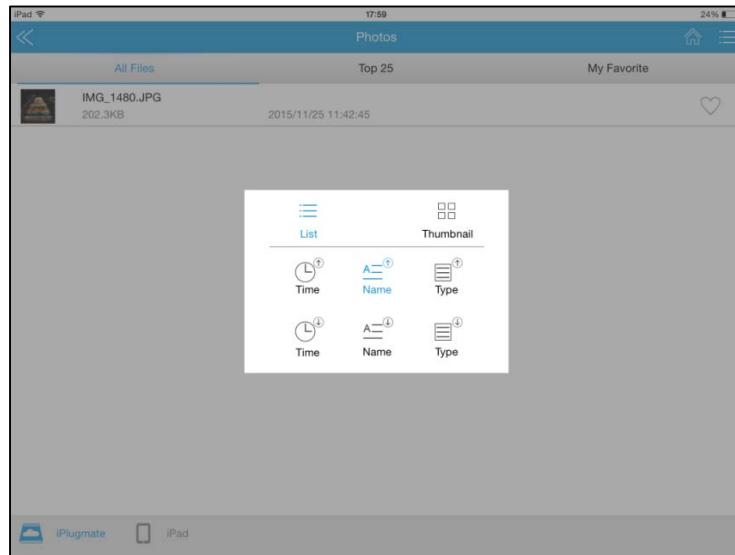 iPad 17:59 24%
Photos
All Files Top 25 My Favorite
IMG_1480.JPG
202.3KB 2015/11/25 11:42:45
List Thumbnail
Time Name Type
Time Name Type
iPlugmate iPad